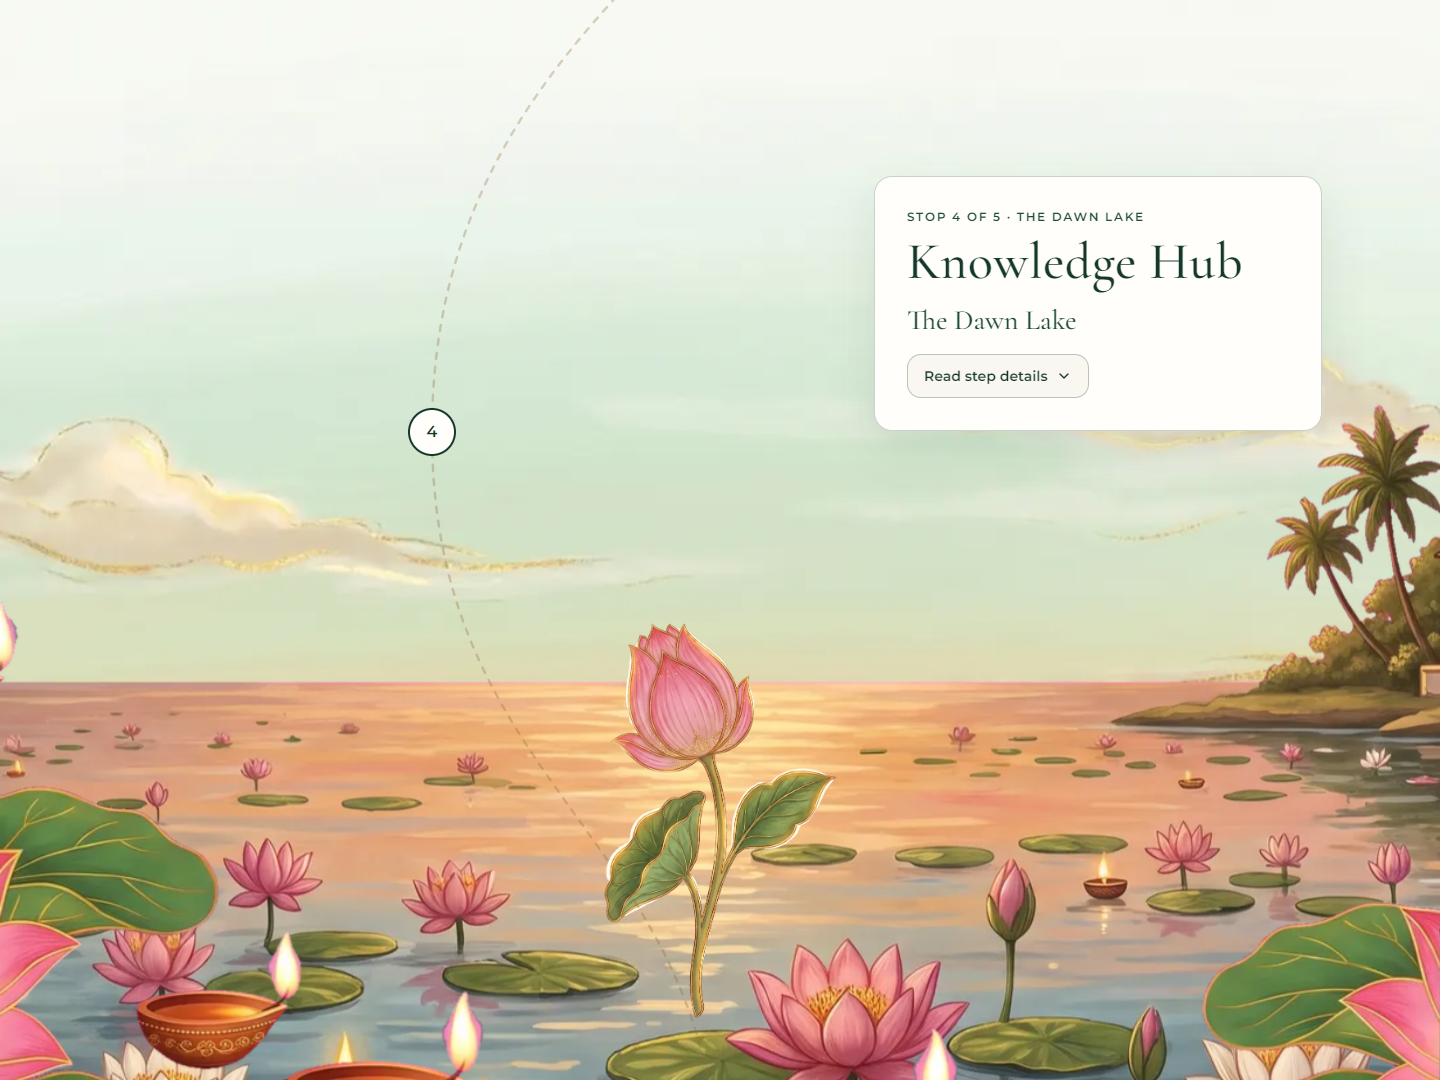 STOP 4 OF 5 · THE DAWN LAKE
Knowledge Hub
The Dawn Lake
Read step details
4